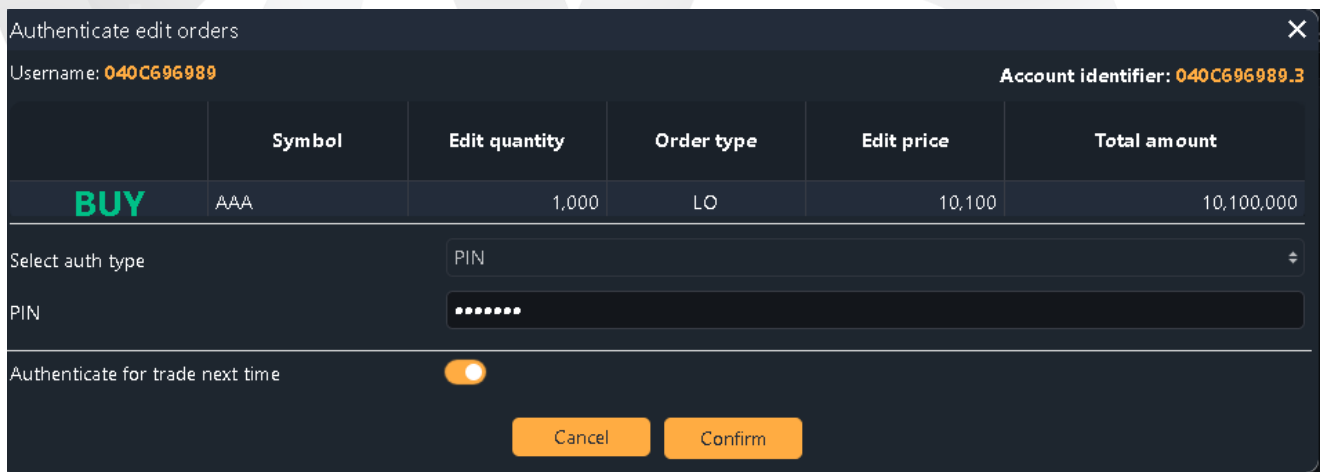 Authenticate edit orders
Username: 040C696989 Account identifier: 040C696989.3
Symbol Edit quantity Order type Edit price Total amount
BUY AAA 1,000 LO 10,100 10,100,000
Select auth type PIN
PIN •••••••
Authenticate for trade next time
Cancel Confirm